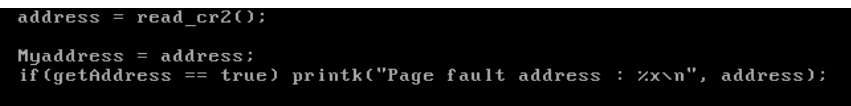 address = read_cr2();
Myaddress = address;
if(getAddress == true) printk("Page fault address : %x\n", address);